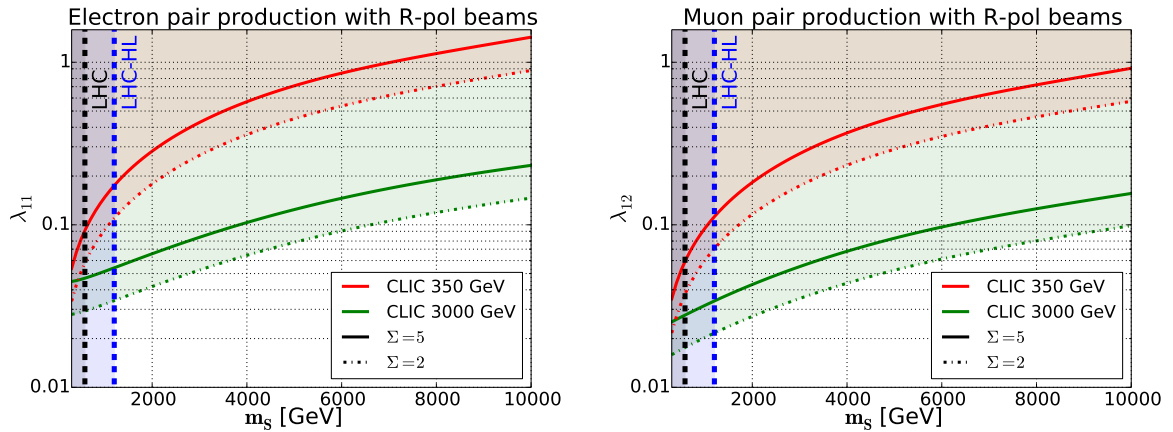 Electron pair production with R-pol beams
1
0.1
0.01
λ11
LHC
LHC-HL
CLIC 350 GeV
CLIC 3000 GeV
Σ=5
Σ=2
2000 4000 6000 8000 10000
mS [GeV]
Muon pair production with R-pol beams
1
0.1
0.01
λ12
LHC
LHC-HL
CLIC 350 GeV
CLIC 3000 GeV
Σ=5
Σ=2
2000 4000 6000 8000 10000
mS [GeV]